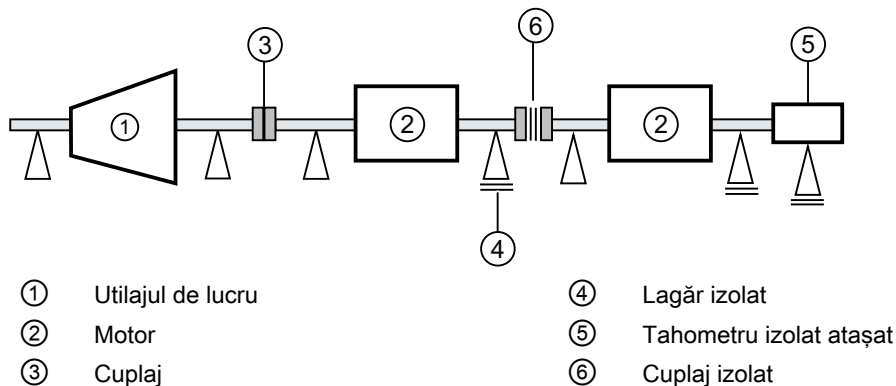 ③ ⑥ ⑤
① ② ②
④
① Utilajul de lucru
② Motor
③ Cuplaj
④ Lagăr izolat
⑤ Tahometru izolat atașat
⑥ Cuplaj izolat